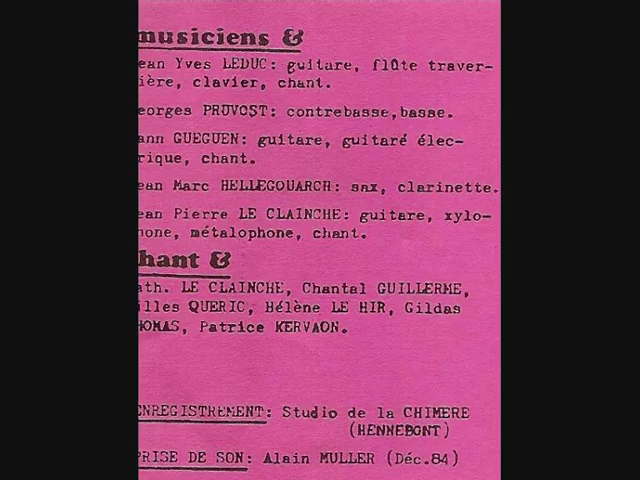 musiciens &
ean Yves LEDUC: guitare, flûte traver-
ière, clavier, chant.
eorges PRUVOST: contrebasse,basse.
ann GUEGUEN: guitare, guitaré élec-
rique, chant.
ean Marc HELLEGOUARCH: sax, clarinette.
ean Pierre LE CLAINCHE: guitare, xylo-
hone, métalophone, chant.
hant &
ath. LE CLAINCHE, Chantal GUILLERME,
illes QUERIC, Hélène LE HIR, Gildas
HOMAS, Patrice KERVAON.
ENREGISTREMENT: Studio de la CHIMERE
(HENNEBONT)
PRISE DE SON: Alain MULLER (Déc.84)